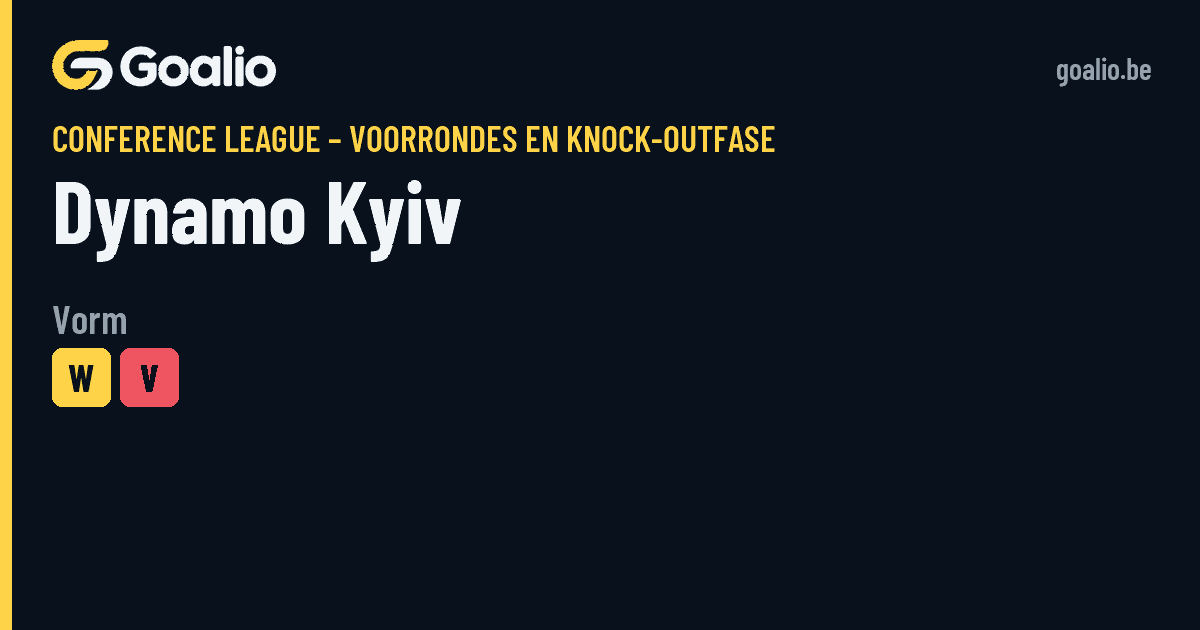 Goalio
goalio.be
CONFERENCE LEAGUE – VOORRONDES EN KNOCK-OUTFASE
Dynamo Kyiv
Vorm
W V